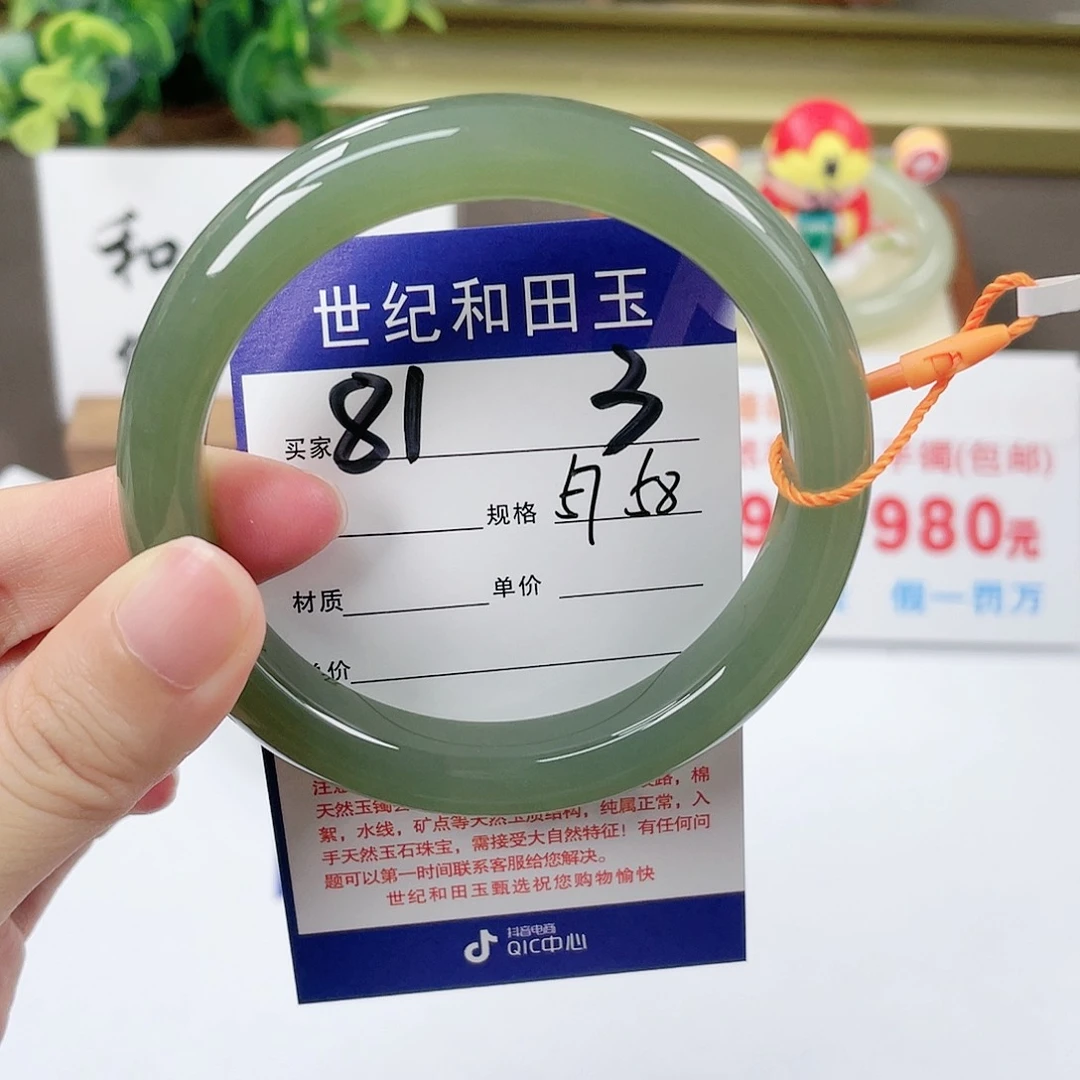 和
世纪和田玉
买家 81 3
规格 57 58
材质 单价
价
手镯(包邮)
980元
假一罚万
棉
天然玉镯
絮，水线，矿点等天然玉质结构，纯属正常，入
手天然玉石珠宝，需接受大自然特征！有任何问
题可以第一时间联系客服给您解决。
世纪和田玉甄选祝您购物愉快
抖音电商
QIC中心